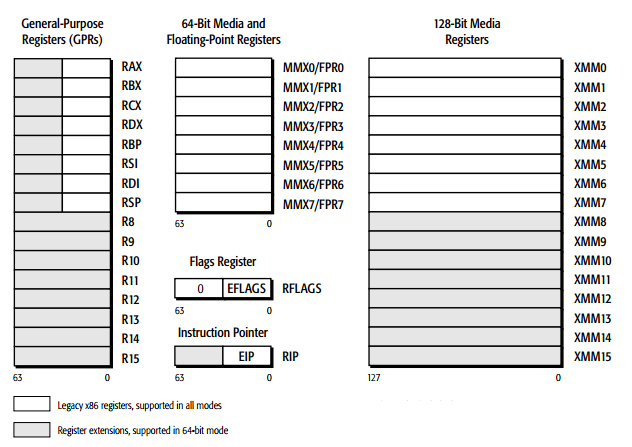 General-Purpose
Registers (GPRs)
RAX
RBX
RCX
RDX
RBP
RSI
RDI
RSP
R8
R9
R10
R11
R12
R13
R14
R15
63 0
64-Bit Media and
Floating-Point Registers
MMX0/FPR0
MMX1/FPR1
MMX2/FPR2
MMX3/FPR3
MMX4/FPR4
MMX5/FPR5
MMX6/FPR6
MMX7/FPR7
63 0
Flags Register
0 EFLAGS RFLAGS
63 0
Instruction Pointer
EIP RIP
63 0
128-Bit Media
Registers
XMM0
XMM1
XMM2
XMM3
XMM4
XMM5
XMM6
XMM7
XMM8
XMM9
XMM10
XMM11
XMM12
XMM13
XMM14
XMM15
127 0
Legacy x86 registers, supported in all modes
Register extensions, supported in 64-bit mode